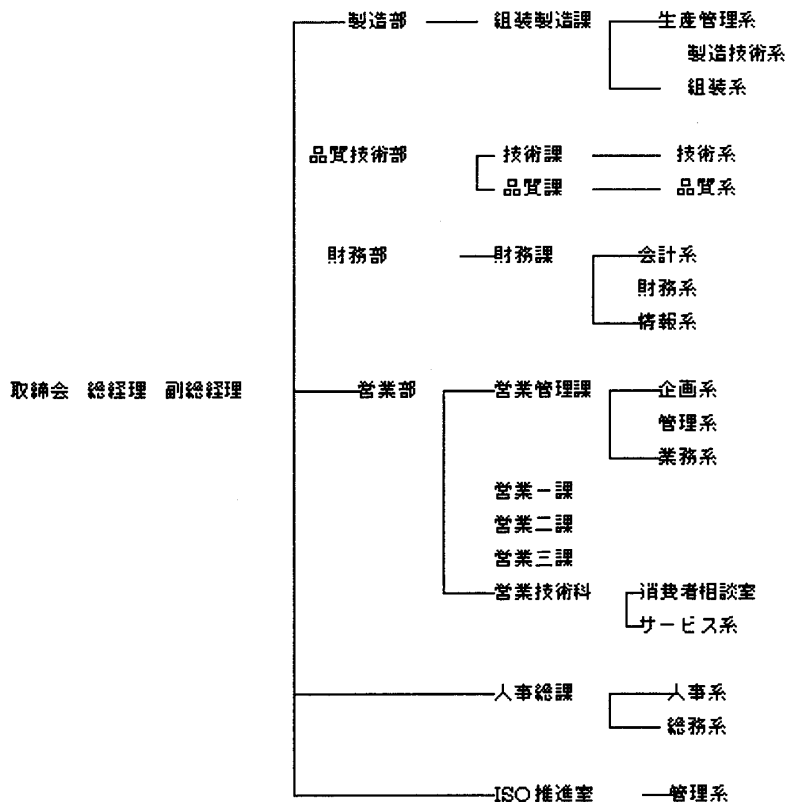 製造部 組装製造課 生産管理系
製造技術系
組装系
品質技術部 技術課 技術系
品質課 品質系
財務部 財務課 会計系
財務系
情報系
取締会 総経理 副総経理 営業部 営業管理課 企画系
管理系
業務系
営業一課
営業二課
営業三課
営業技術科 消費者相談室
サービス系
人事総課 人事系
総務系
ISO推進室 管理系